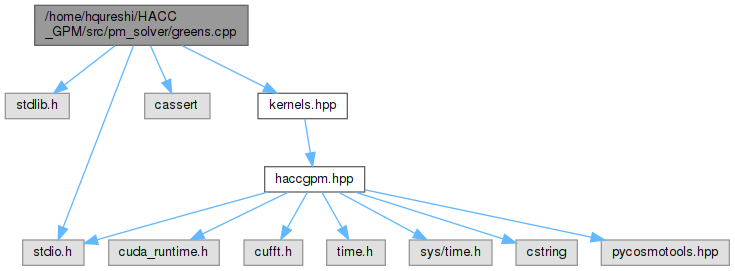 /home/hqureshi/HACC
_GPM/src/pm_solver/greens.cpp
stdlib.h
cassert
kernels.hpp
haccgpm.hpp
stdio.h
cuda_runtime.h
cufft.h
time.h
sys/time.h
cstring
pycosmotools.hpp